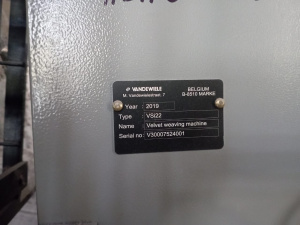 VANDEWIELE
BELGIUM
M. Vandewielestraat, 7
B-8510 MARKE
Year 2019
Type VSi22
Name Velvet weaving machine
Serial no V30007524001